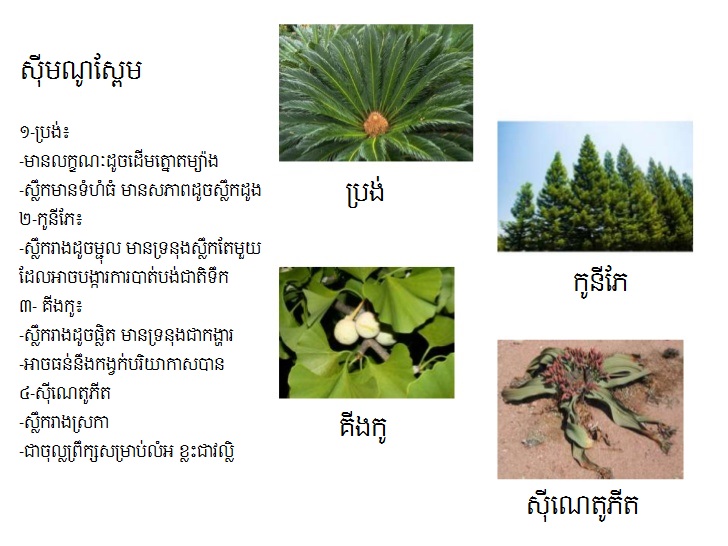 ស៊ីមណូស្ពែម
១-ប្រង់៖
-មានលក្ខណៈដូចដើមត្នោតម្យ៉ាង
-ស្លឹកមានទំហំធំ មានសភាពដូចស្លឹកដូង
២-កូនីភែ៖
-ស្លឹករាងដូចម្ជុល មានទ្រនុងស្លឹកតែមួយ
ដែលអាចបង្ការការបាត់បង់ជាតិទឹក
៣- គីងកូ៖
-ស្លឹករាងដូចផ្លិត មានទ្រនុងជាកង្ហារ
-អាចធន់នឹងកង្វក់បរិយាកាសបាន
៤-ស៊ីណេតូភីត
-ស្លឹករាងស្រកា
-ជាចុល្លព្រឹក្សសម្រាប់លំអ ខ្លះជាវល្លិ
ប្រង់
កូនីភែ
គីងកូ
ស៊ីណេតូភីត